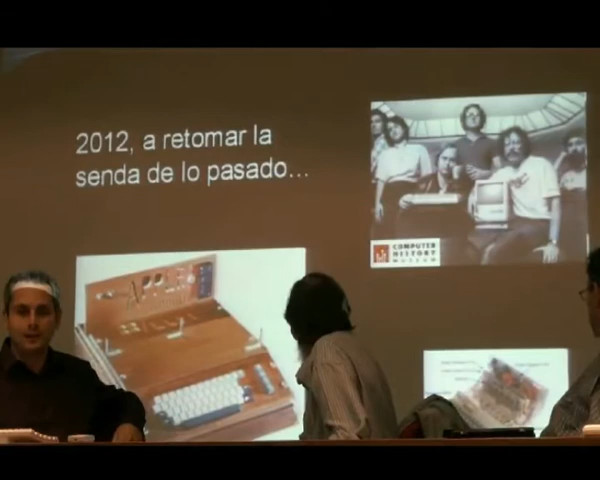 2012, a retomar la
senda de lo pasado...
COMPUTER
HISTORY
MUSEUM